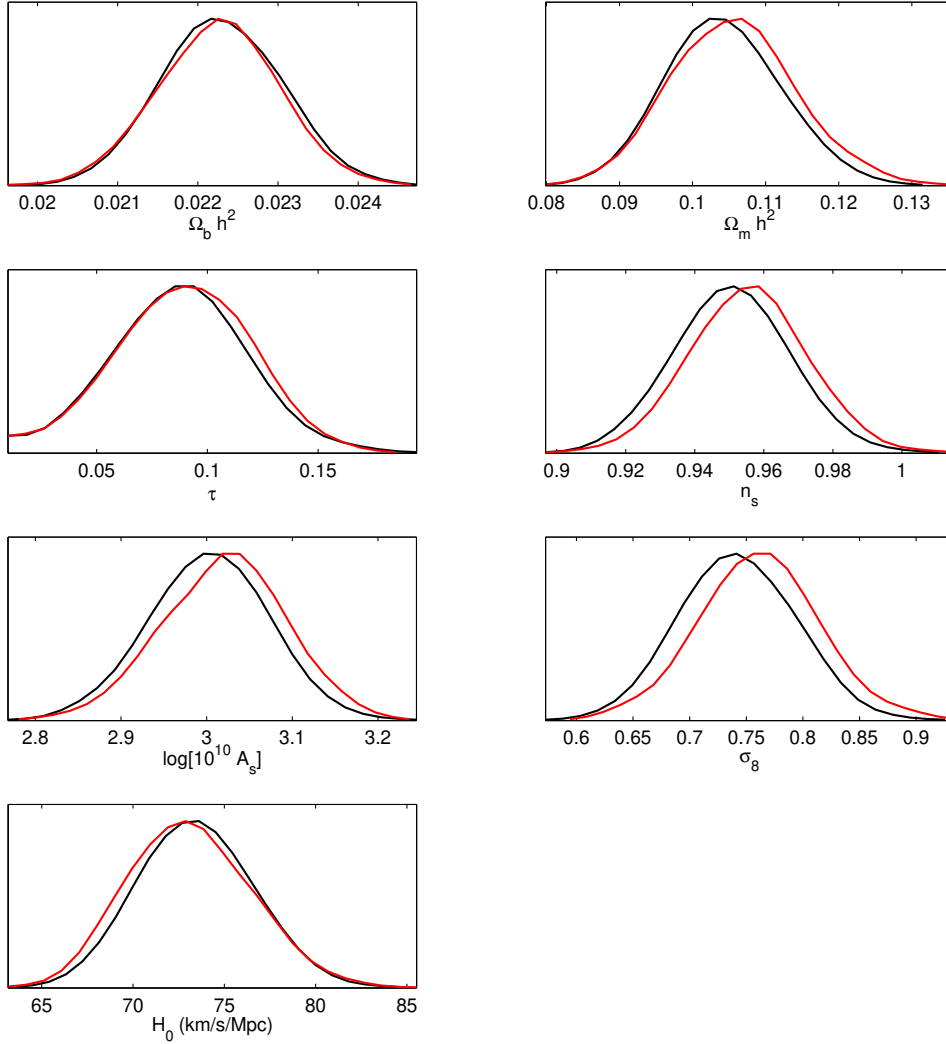 0.02 0.021 0.022 0.023 0.024
Ω_b h^2
0.08 0.09 0.1 0.11 0.12 0.13
Ω_m h^2
0.05 0.1 0.15
τ
0.9 0.92 0.94 0.96 0.98 1
n_s
2.8 2.9 3 3.1 3.2
log[10^10 A_s]
0.6 0.65 0.7 0.75 0.8 0.85 0.9
σ_8
65 70 75 80 85
H_0 (km/s/Mpc)